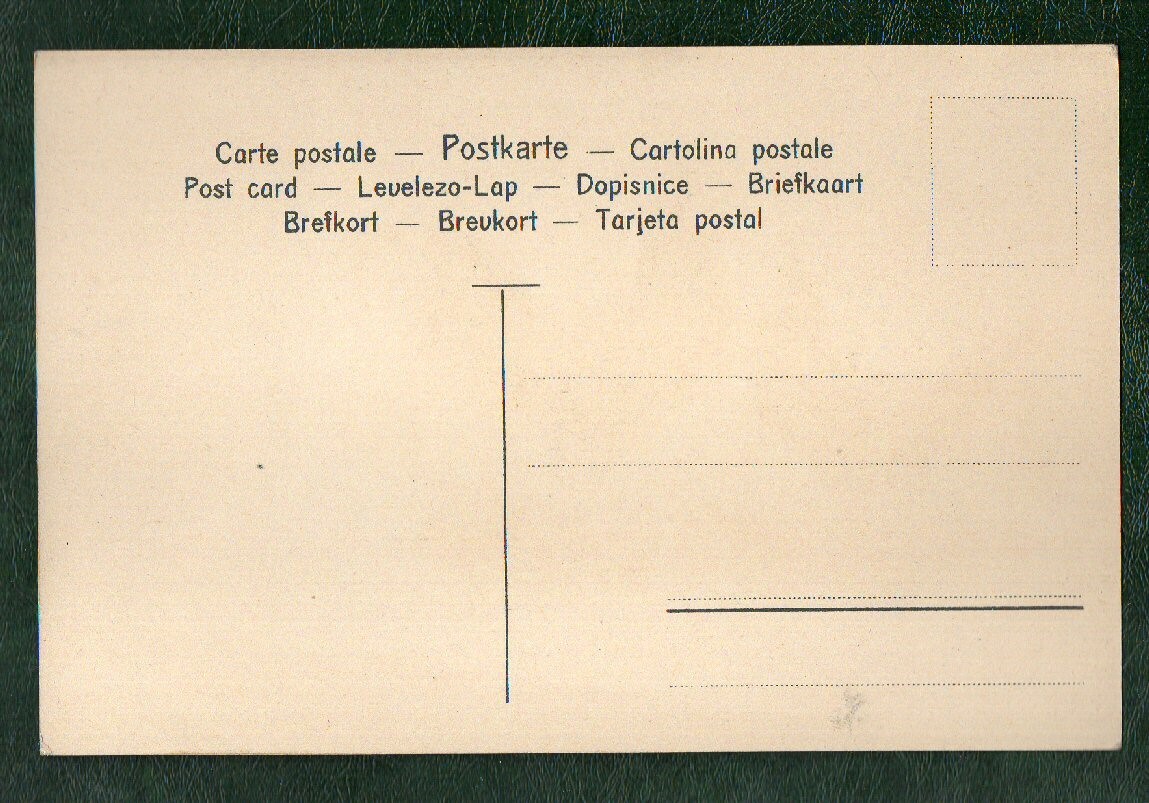 Carte postale — Postkarte — Cartolina postale
Post card — Levelezo-Lap — Dopisnice — Briefkaart
Brefkort — Brevkort — Tarjeta postal